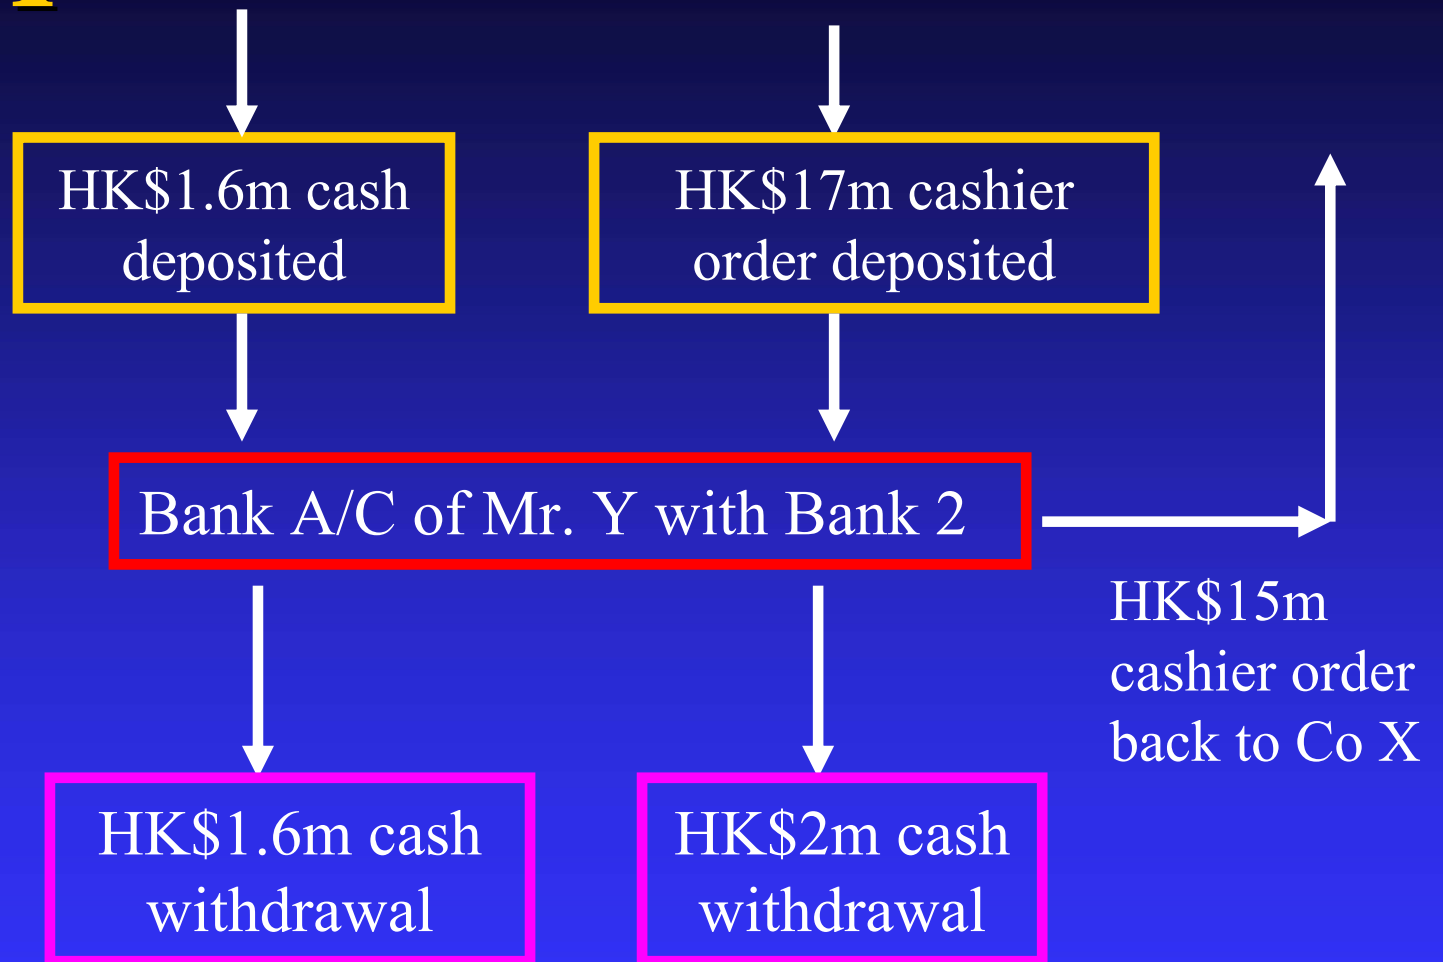 HK$1.6m cash
deposited
HK$17m cashier
order deposited
Bank A/C of Mr. Y with Bank 2
HK$15m
cashier order
back to Co X
HK$1.6m cash
withdrawal
HK$2m cash
withdrawal